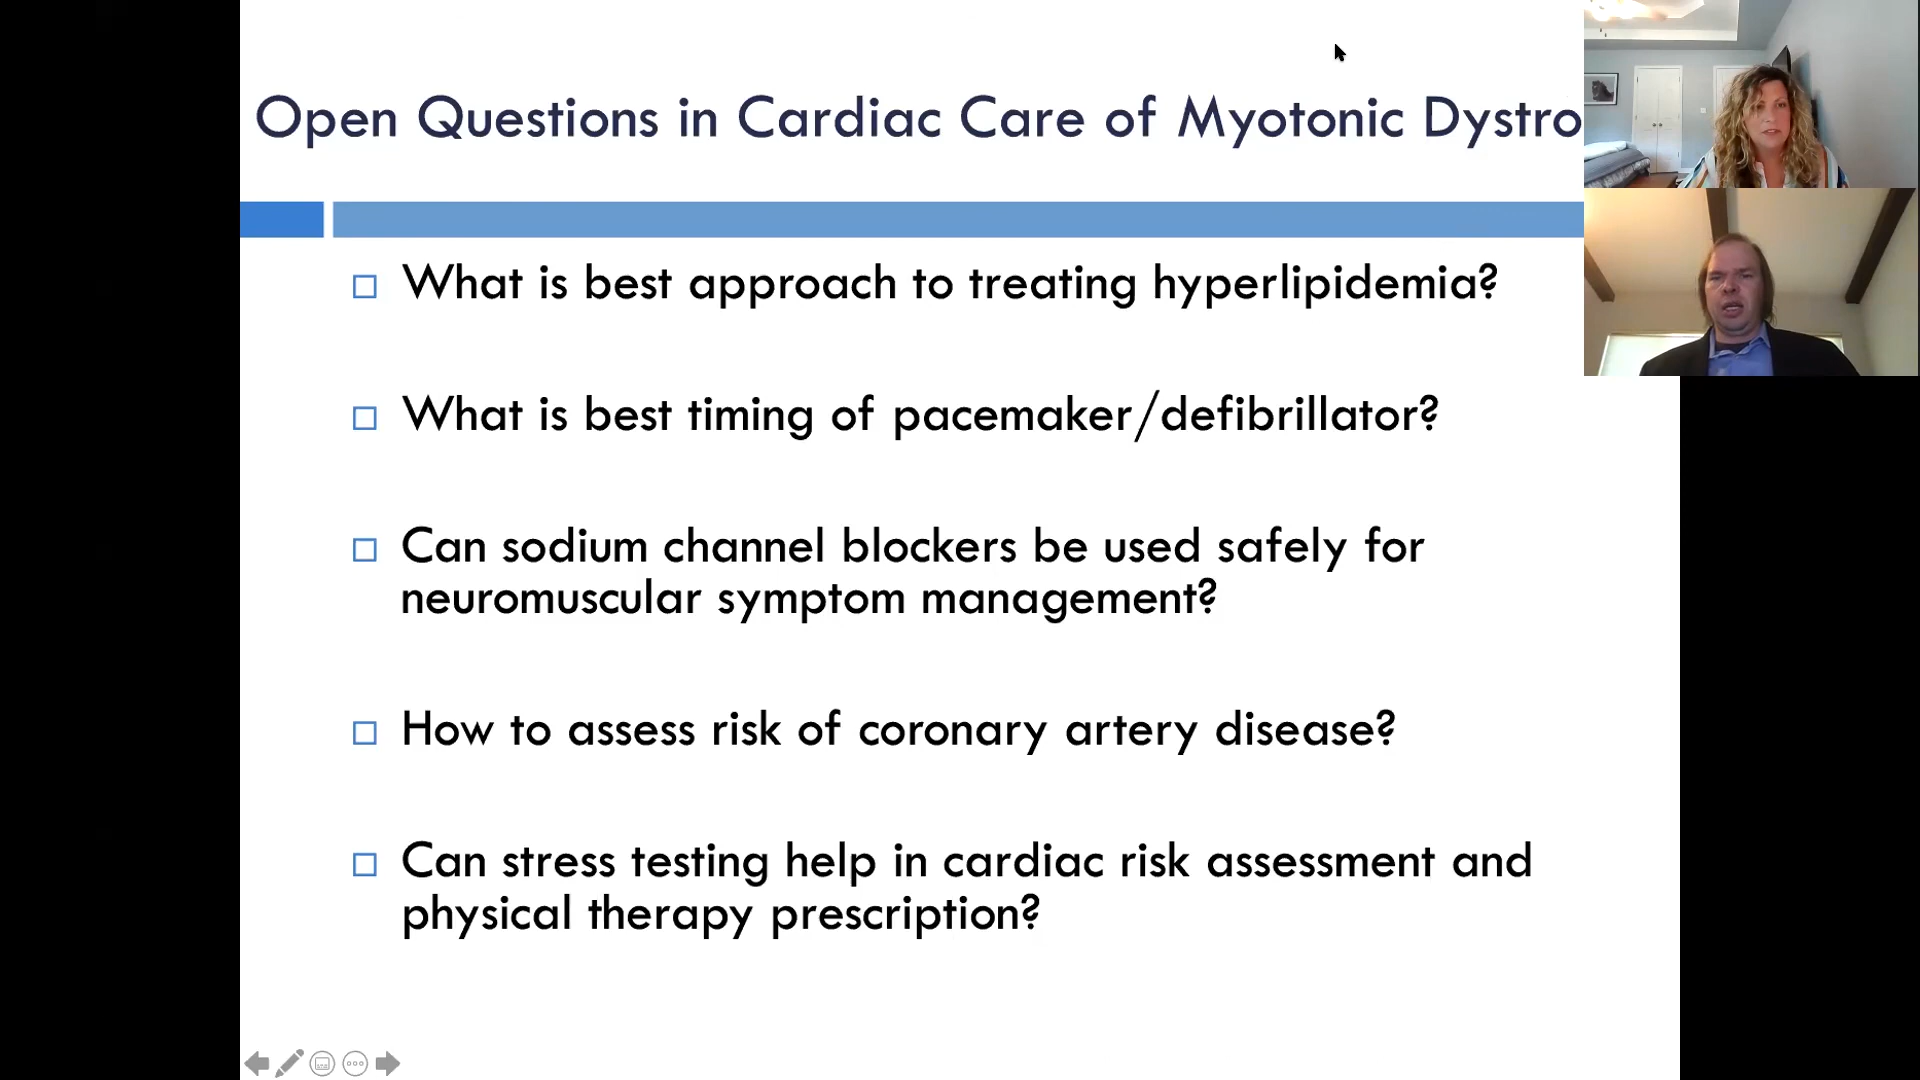 Open Questions in Cardiac Care of Myotonic Dystro
What is best approach to treating hyperlipidemia?
What is best timing of pacemaker/defibrillator?
Can sodium channel blockers be used safely for
neuromuscular symptom management?
How to assess risk of coronary artery disease?
Can stress testing help in cardiac risk assessment and
physical therapy prescription?